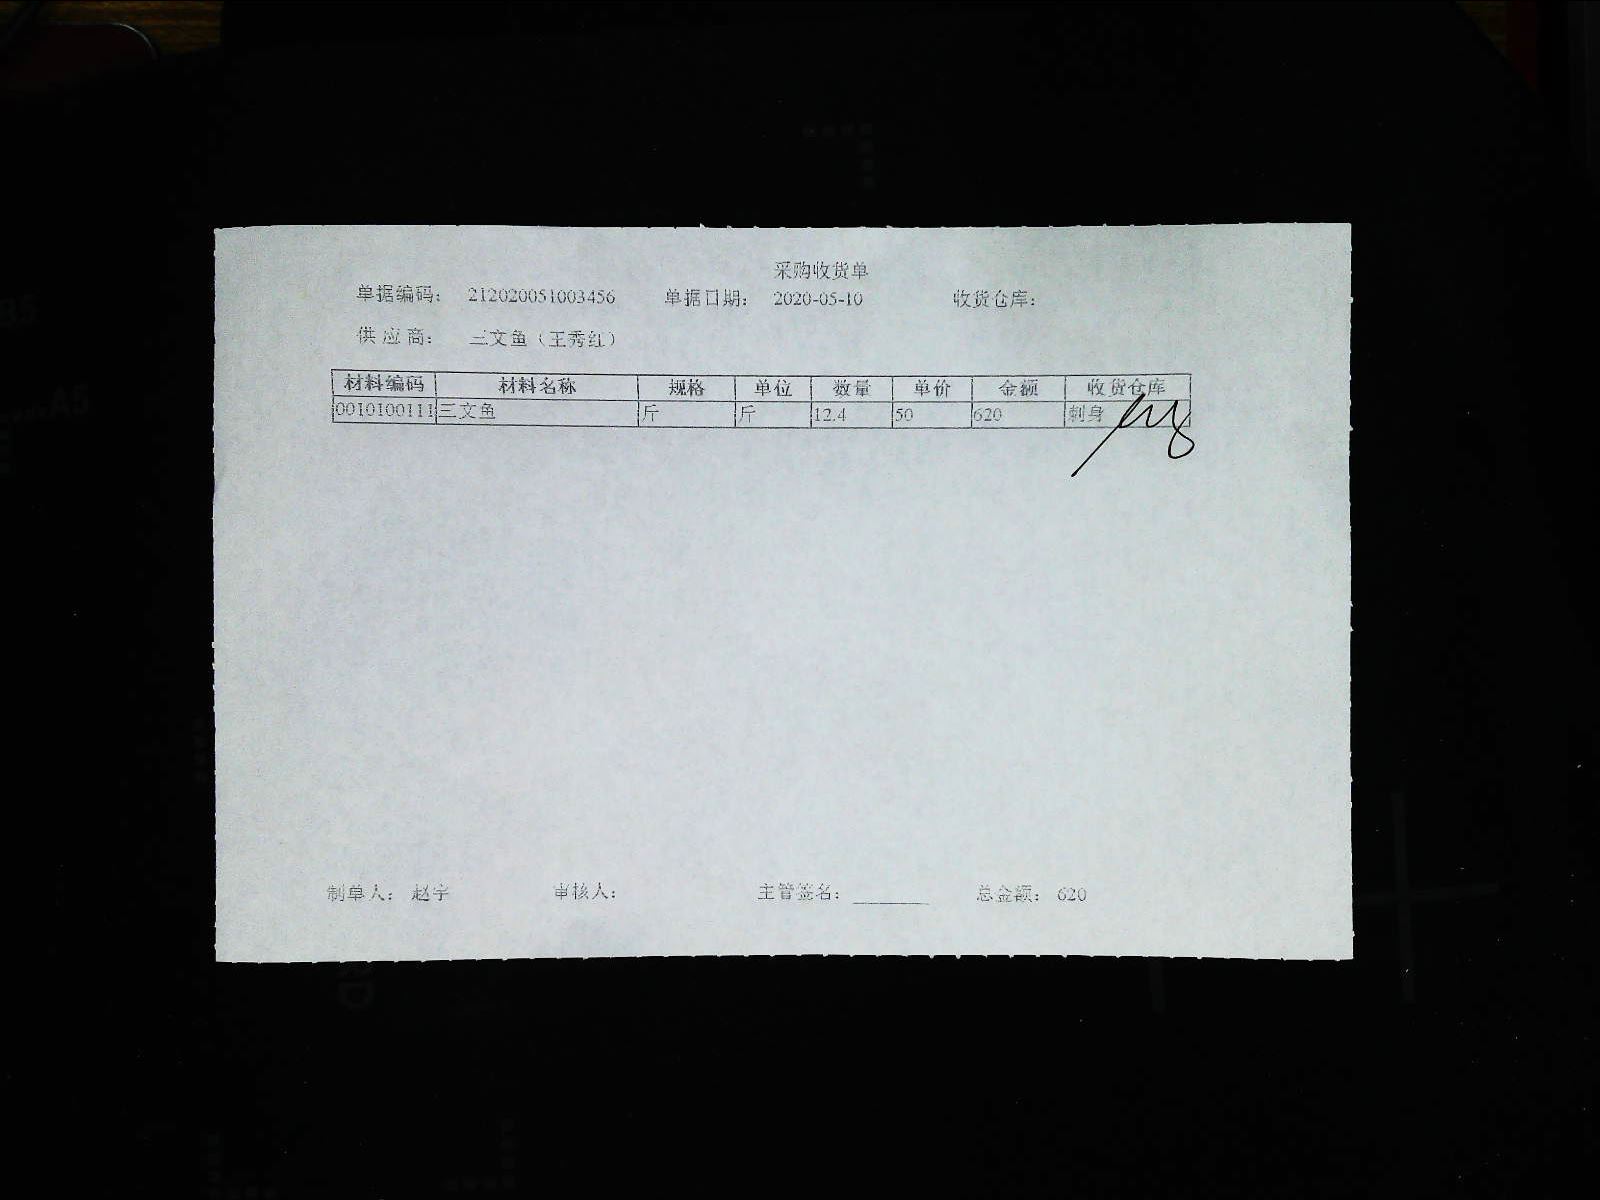 采购收货单
单据编码： 212020051003456 单据日期： 2020-05-10 收货仓库：
供应商： 三文鱼（王秀红）
材料编码 材料名称 规格 单位 数量 单价 金额 收货仓库
0010100111 三文鱼 斤 斤 12.4 50 620 刺身
制单人： 赵宇 审核人： 主管签名： 总金额： 620
A5